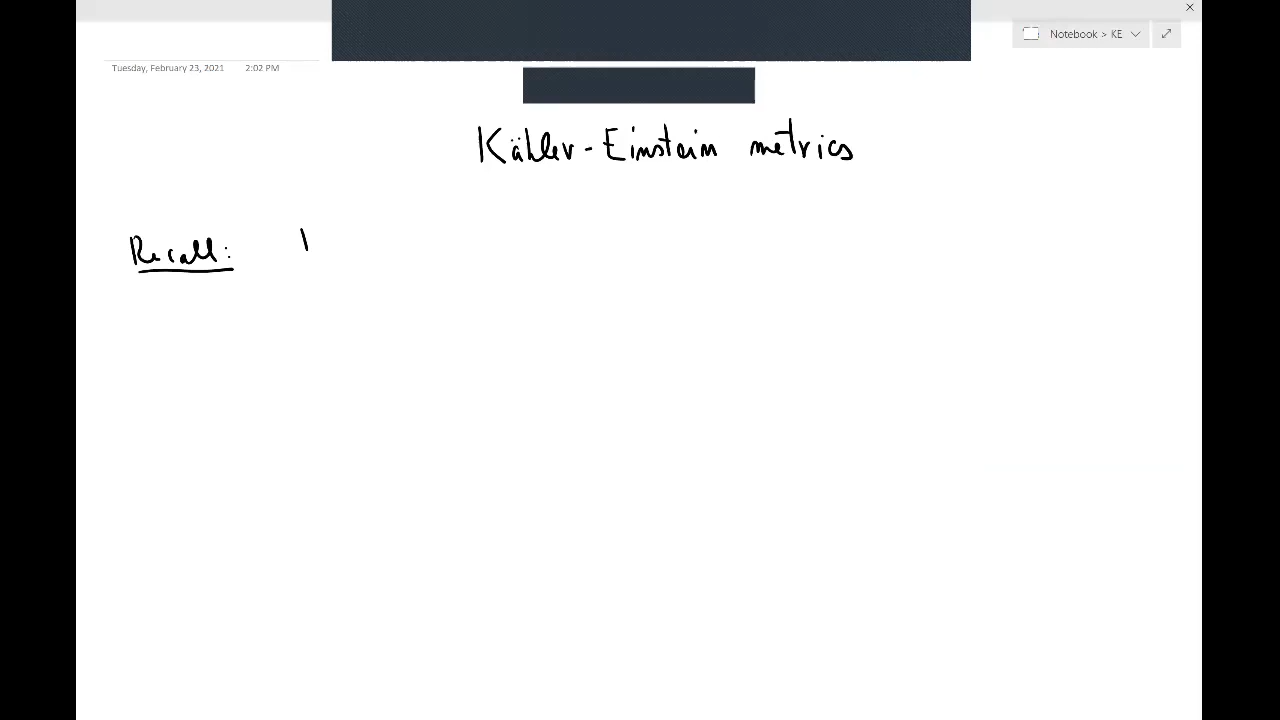 Notebook > KE
Tuesday, February 23, 2021 2:02 PM
Kähler-Einstein metrics
Recall: